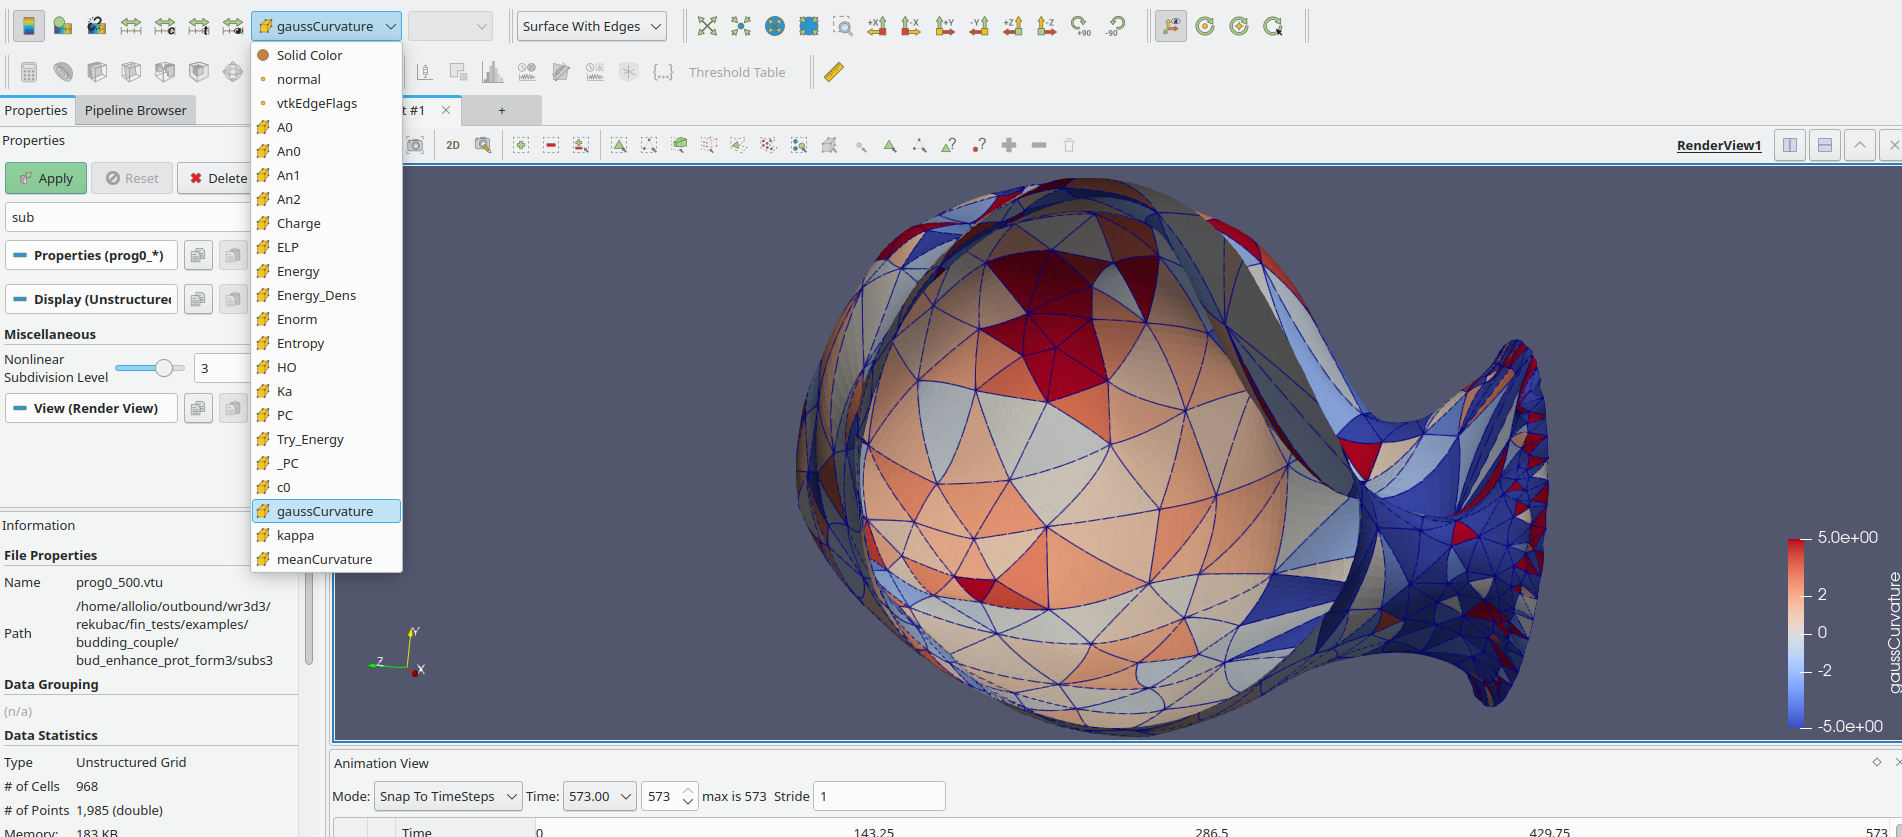 gaussCurvature
Surface With Edges
+X
-X
+Y
-Y
+Z
-Z
+90
-90
Solid Color
normal
vtkEdgeFlags
A0
An0
An1
An2
Charge
ELP
Energy
Energy_Dens
Enorm
Entropy
HO
Ka
PC
Try_Energy
_PC
c0
gaussCurvature
kappa
meanCurvature
Threshold Table
Properties
Pipeline Browser
t #1
+
Properties
Apply
Reset
Delete
sub
Properties (prog0_*)
Display (Unstructured
Miscellaneous
Nonlinear
Subdivision Level
3
View (Render View)
2D
RenderView1
Information
File Properties
Name prog0_500.vtu
Path /home/allolio/outbound/wr3d3/
rekubac/fin_tests/examples/
budding_couple/
bud_enhance_prot_form3/subs3
Data Grouping
(n/a)
Data Statistics
Type Unstructured Grid
# of Cells 968
# of Points 1,985 (double)
Memory: 183 KB
Y
Z
X
5.0e+00
2
0
-2
-5.0e+00
gaussCurvature
Animation View
Mode: Snap To TimeSteps Time: 573.00 573 max is 573 Stride 1
Time 0 143.25 286.5 429.75 573